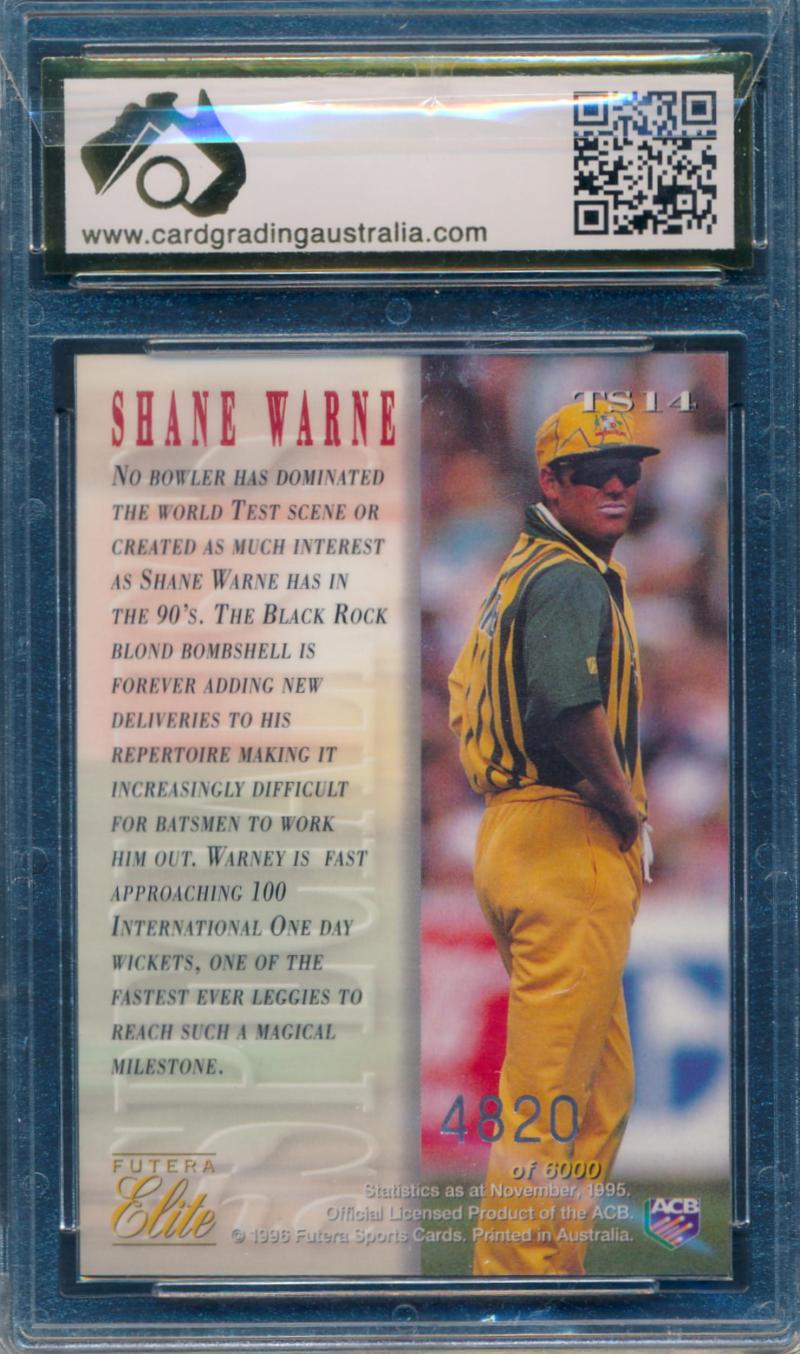 www.cardgradingaustralia.com
TS14
SHANE WARNE
NO BOWLER HAS DOMINATED
THE WORLD TEST SCENE OR
CREATED AS MUCH INTEREST
AS SHANE WARNE HAS IN
THE 90'S. THE BLACK ROCK
BLOND BOMBSHELL IS
FOREVER ADDING NEW
DELIVERIES TO HIS
REPERTOIRE MAKING IT
INCREASINGLY DIFFICULT
FOR BATSMEN TO WORK
HIM OUT. WARNEY IS FAST
APPROACHING 100
INTERNATIONAL ONE DAY
WICKETS, ONE OF THE
FASTEST EVER LEGGIES TO
REACH SUCH A MAGICAL
MILESTONE.
4820
of 6000
FUTERA
Elite
Statistics as at November, 1995.
Official Licensed Product of the ACB.
© 1996 Futera Sports Cards. Printed in Australia.
ACB